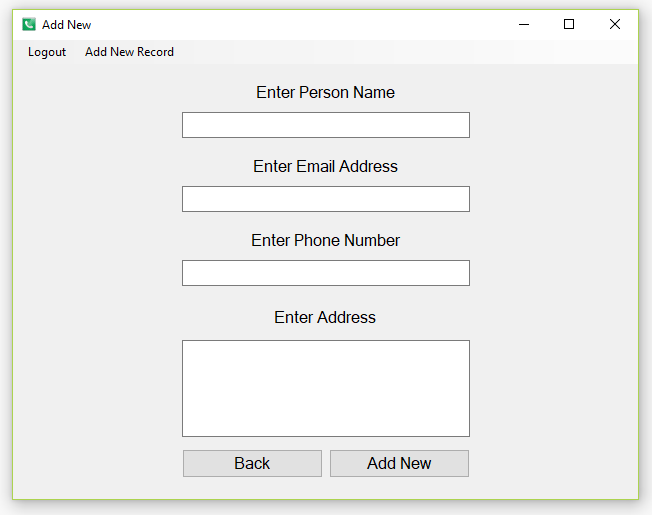 Add New
Logout Add New Record
Enter Person Name
Enter Email Address
Enter Phone Number
Enter Address
Back Add New